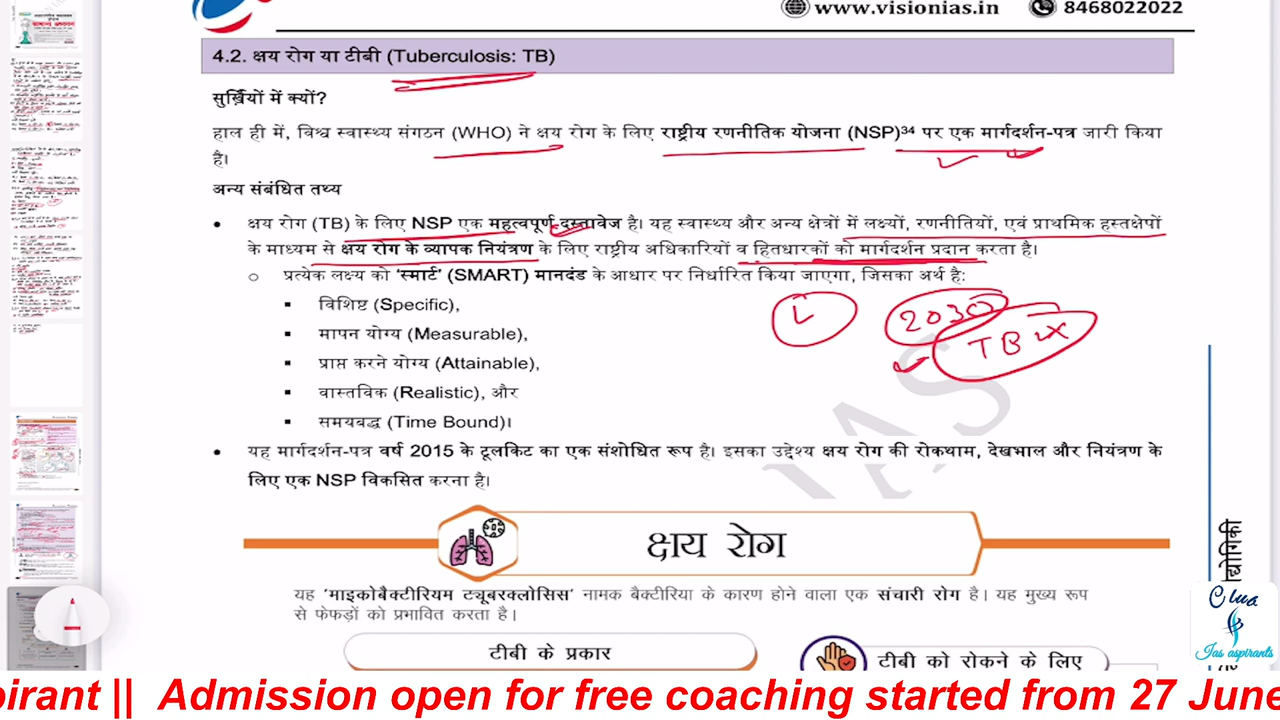 www.visionias.in
8468022022
4.2. क्षय रोग या टीबी (Tuberculosis: TB)
सुर्ख़ियों में क्यों?
हाल ही में, विश्व स्वास्थ्य संगठन (WHO) ने क्षय रोग के लिए राष्ट्रीय रणनीतिक योजना (NSP)³⁴ पर एक मार्गदर्शन-पत्र जारी किया
है।
अन्य संबंधित तथ्य
• क्षय रोग (TB) के लिए NSP एक महत्वपूर्ण दस्तावेज है। यह स्वास्थ्य और अन्य क्षेत्रों में लक्ष्यों, रणनीतियों, एवं प्राथमिक हस्तक्षेपों
के माध्यम से क्षय रोग के व्यापक नियंत्रण के लिए राष्ट्रीय अधिकारियों व हितधारकों को मार्गदर्शन प्रदान करता है।
○ प्रत्येक लक्ष्य को 'स्मार्ट' (SMART) मानदंड के आधार पर निर्धारित किया जाएगा, जिसका अर्थ है:
▪ विशिष्ट (Specific),
▪ मापन योग्य (Measurable),
▪ प्राप्त करने योग्य (Attainable),
▪ वास्तविक (Realistic), और
▪ समयबद्ध (Time Bound)।
2030
TB
• यह मार्गदर्शन-पत्र वर्ष 2015 के टूलकिट का एक संशोधित रूप है। इसका उद्देश्य क्षय रोग की रोकथाम, देखभाल और नियंत्रण के
लिए एक NSP विकसित करना है।
क्षय रोग
यह 'माइकोबैक्टीरियम ट्यूबरक्लोसिस' नामक बैक्टीरिया के कारण होने वाला एक संचारी रोग है। यह मुख्य रूप
से फेफड़ों को प्रभावित करता है।
टीबी के प्रकार
टीबी को रोकने के लिए
Ias aspirants
pirant || Admission open for free coaching started from 27 June